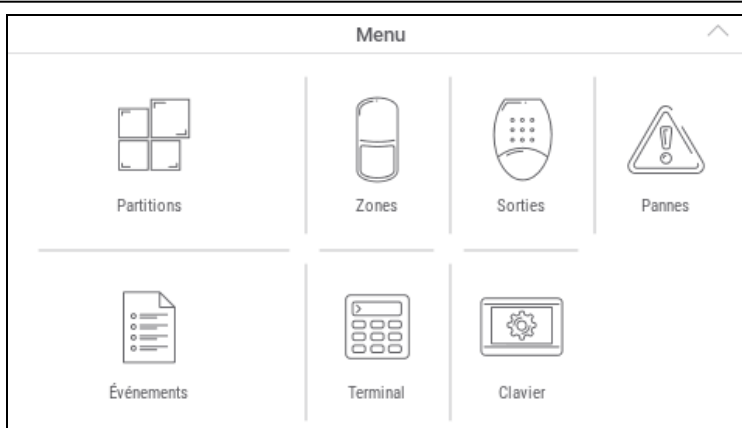 Menu
Partitions
Zones
Sorties
Pannes
Événements
Terminal
Clavier